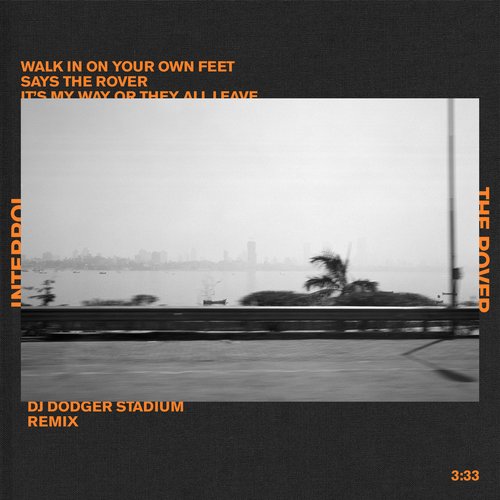 WALK IN ON YOUR OWN FEET
SAYS THE ROVER
IT'S MY WAY OR THEY ALL LEAVE
INTERPOL
THE ROVER
DJ DODGER STADIUM
REMIX
3:33